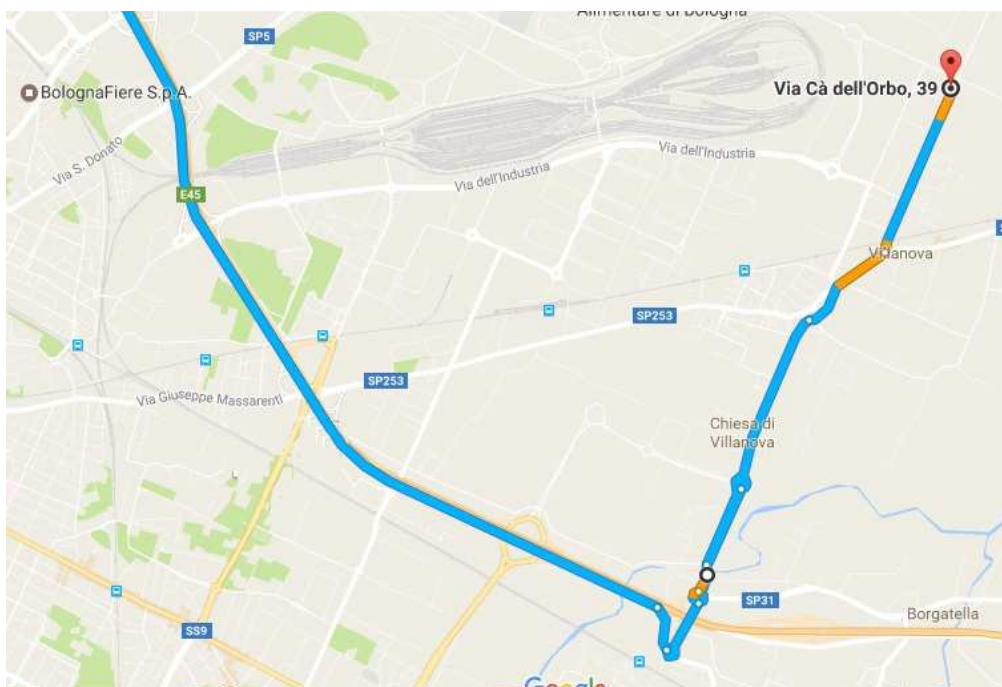 Alimentare di Bologna
SP5
BolognaFiere S.p.A.
Via Cà dell'Orbo, 39
Via S. Donato
Via dell'Industria
Via dell'Industria
E45
Villanova
SP253
SP253
Via Giuseppe Massarenti
Chiesa di
Villanova
SP31
Borgatella
SS9
Google